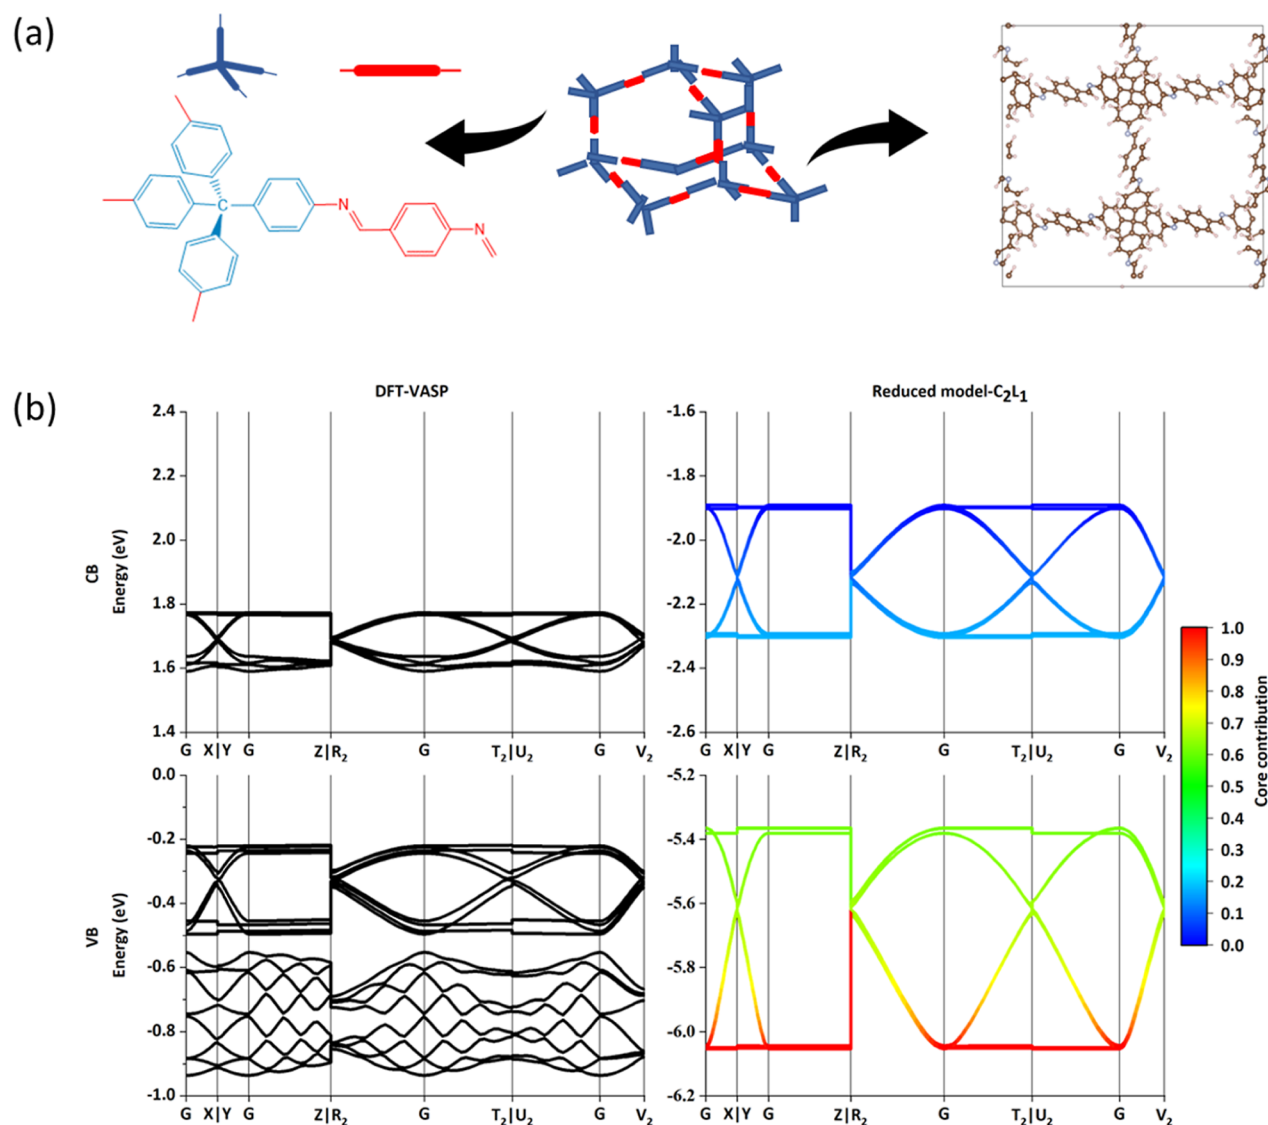 (a)
C
N
N
(b)
DFT-VASP
Reduced model-C₂L₁
2.4
2.2
2.0
1.8
1.6
1.4
CB
Energy (eV)
G X|Y G Z|R₂ G T₂|U₂ G V₂
-1.6
-1.8
-2.0
-2.2
-2.4
-2.6
G X|Y G Z|R₂ G T₂|U₂ G V₂
0.0
-0.2
-0.4
-0.6
-0.8
-1.0
VB
Energy (eV)
G X|Y G Z|R₂ G T₂|U₂ G V₂
-5.2
-5.4
-5.6
-5.8
-6.0
-6.2
G X|Y G Z|R₂ G T₂|U₂ G V₂
1.0
0.9
0.8
0.7
0.6
0.5
0.4
0.3
0.2
0.1
0.0
Core contribution